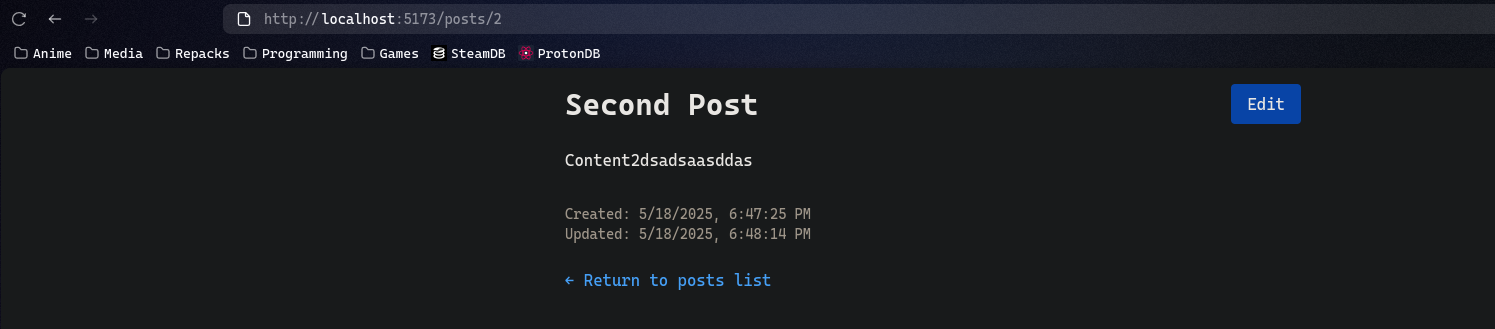 http://localhost:5173/posts/2
Anime Media Repacks Programming Games SteamDB ProtonDB
Second Post Edit
Content2dsadsaasddas
Created: 5/18/2025, 6:47:25 PM
Updated: 5/18/2025, 6:48:14 PM
← Return to posts list